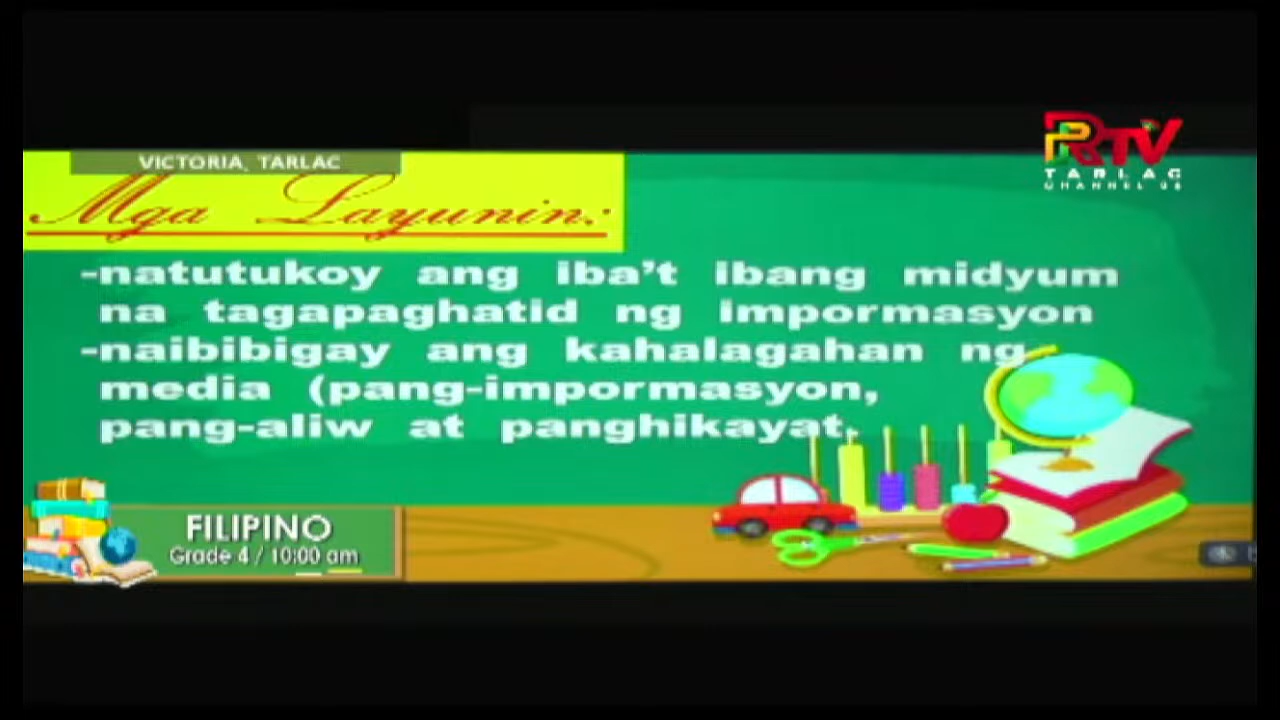 VICTORIA, TARLAC
PRTV
TARLAC
Mga Layunin:
-natutukoy ang iba't ibang midyum
na tagapaghatid ng impormasyon
-naibibigay ang kahalagahan ng
media (pang-impormasyon,
pang-aliw at panghikayat.
FILIPINO
Grade 4 / 10:00 am